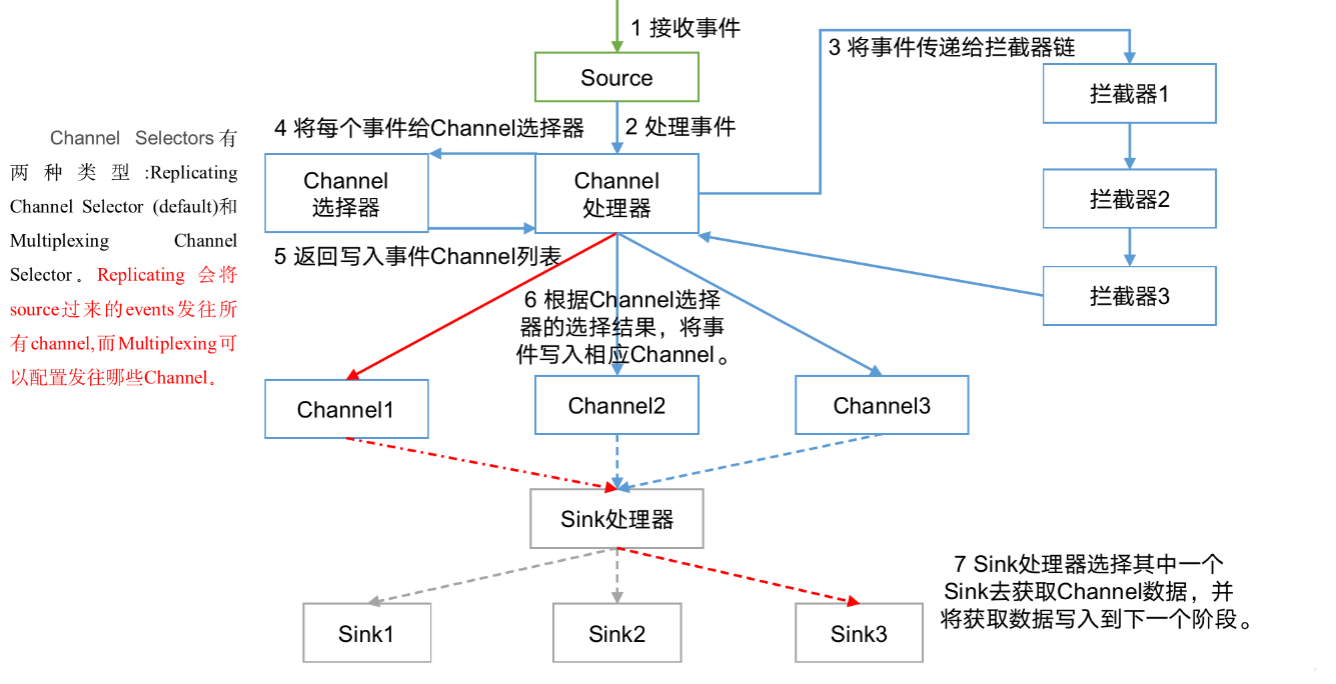 1 接收事件
Source
2 处理事件
3 将事件传递给拦截器链
拦截器1
拦截器2
拦截器3
4 将每个事件给Channel选择器
Channel
选择器
Channel
处理器
5 返回写入事件Channel列表
Channel Selectors有
两种类型:Replicating
Channel Selector (default)和
Multiplexing Channel
Selector。Replicating 会将
source过来的events发往所
有channel,而Multiplexing可
以配置发往哪些Channel。
6 根据Channel选择
器的选择结果，将事
件写入相应Channel。
Channel1
Channel2
Channel3
Sink处理器
Sink1
Sink2
Sink3
7 Sink处理器选择其中一个
Sink去获取Channel数据，并
将获取数据写入到下一个阶段。